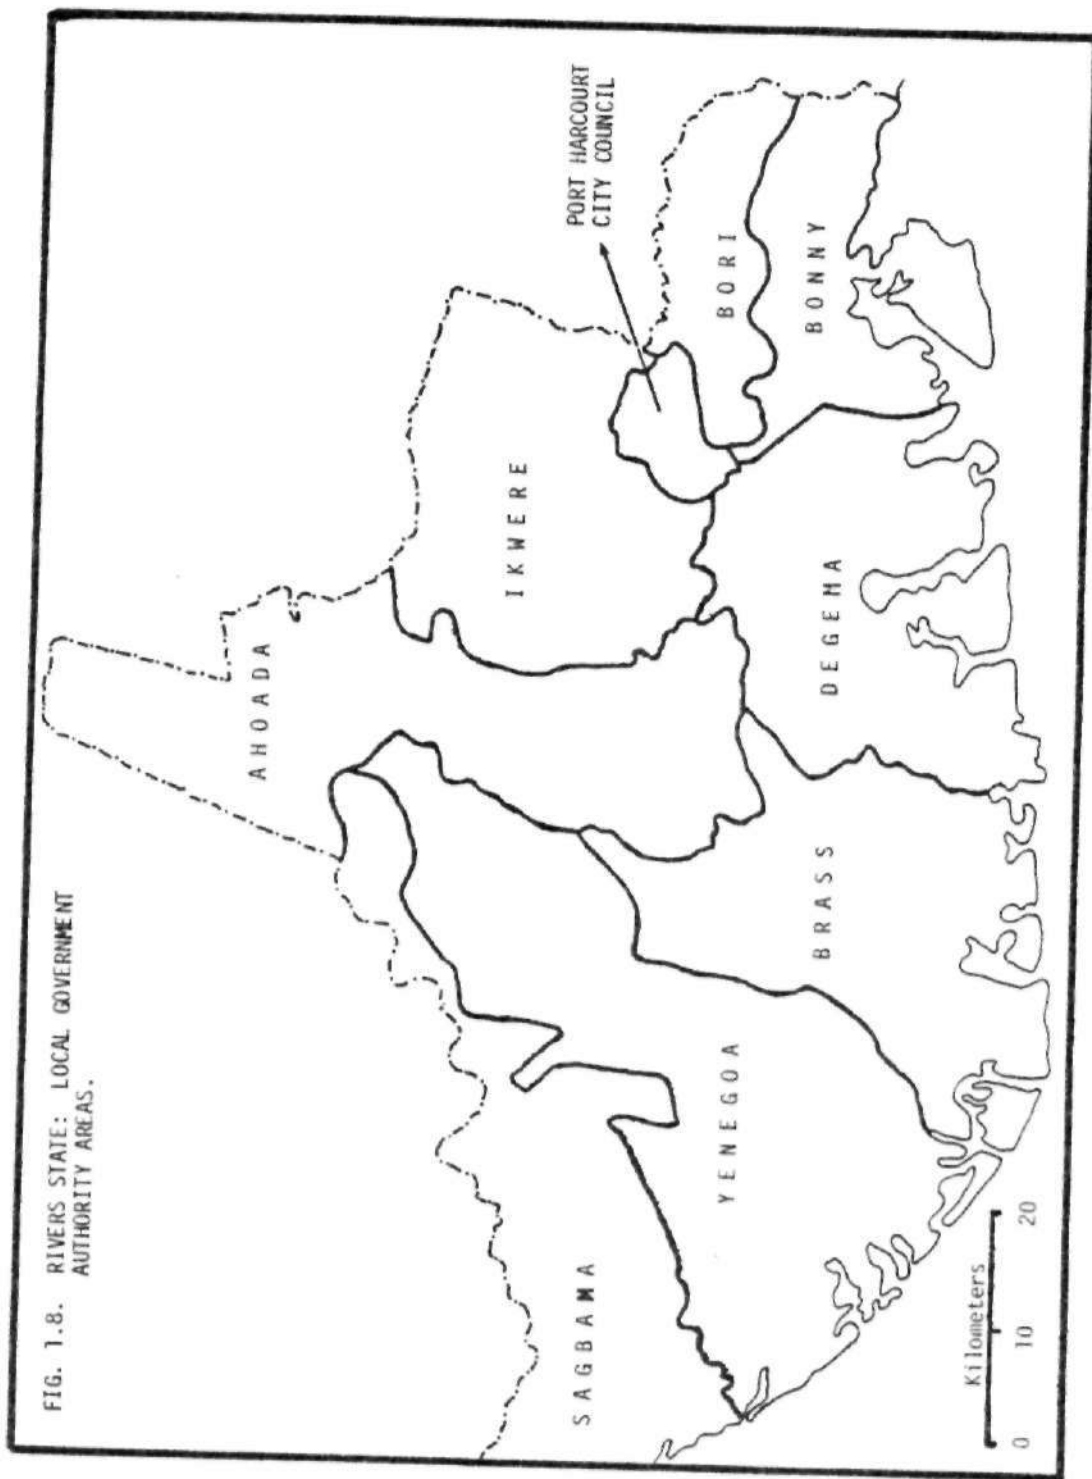 FIG. 1.8. RIVERS STATE: LOCAL GOVERNMENT
AUTHORITY AREAS.
AHOADA
IKWERE
PORT HARCOURT
CITY COUNCIL
BORI
BONNY
DEGEMA
BRASS
YENEGOA
SAGBAMA
Kilometers
0 10 20